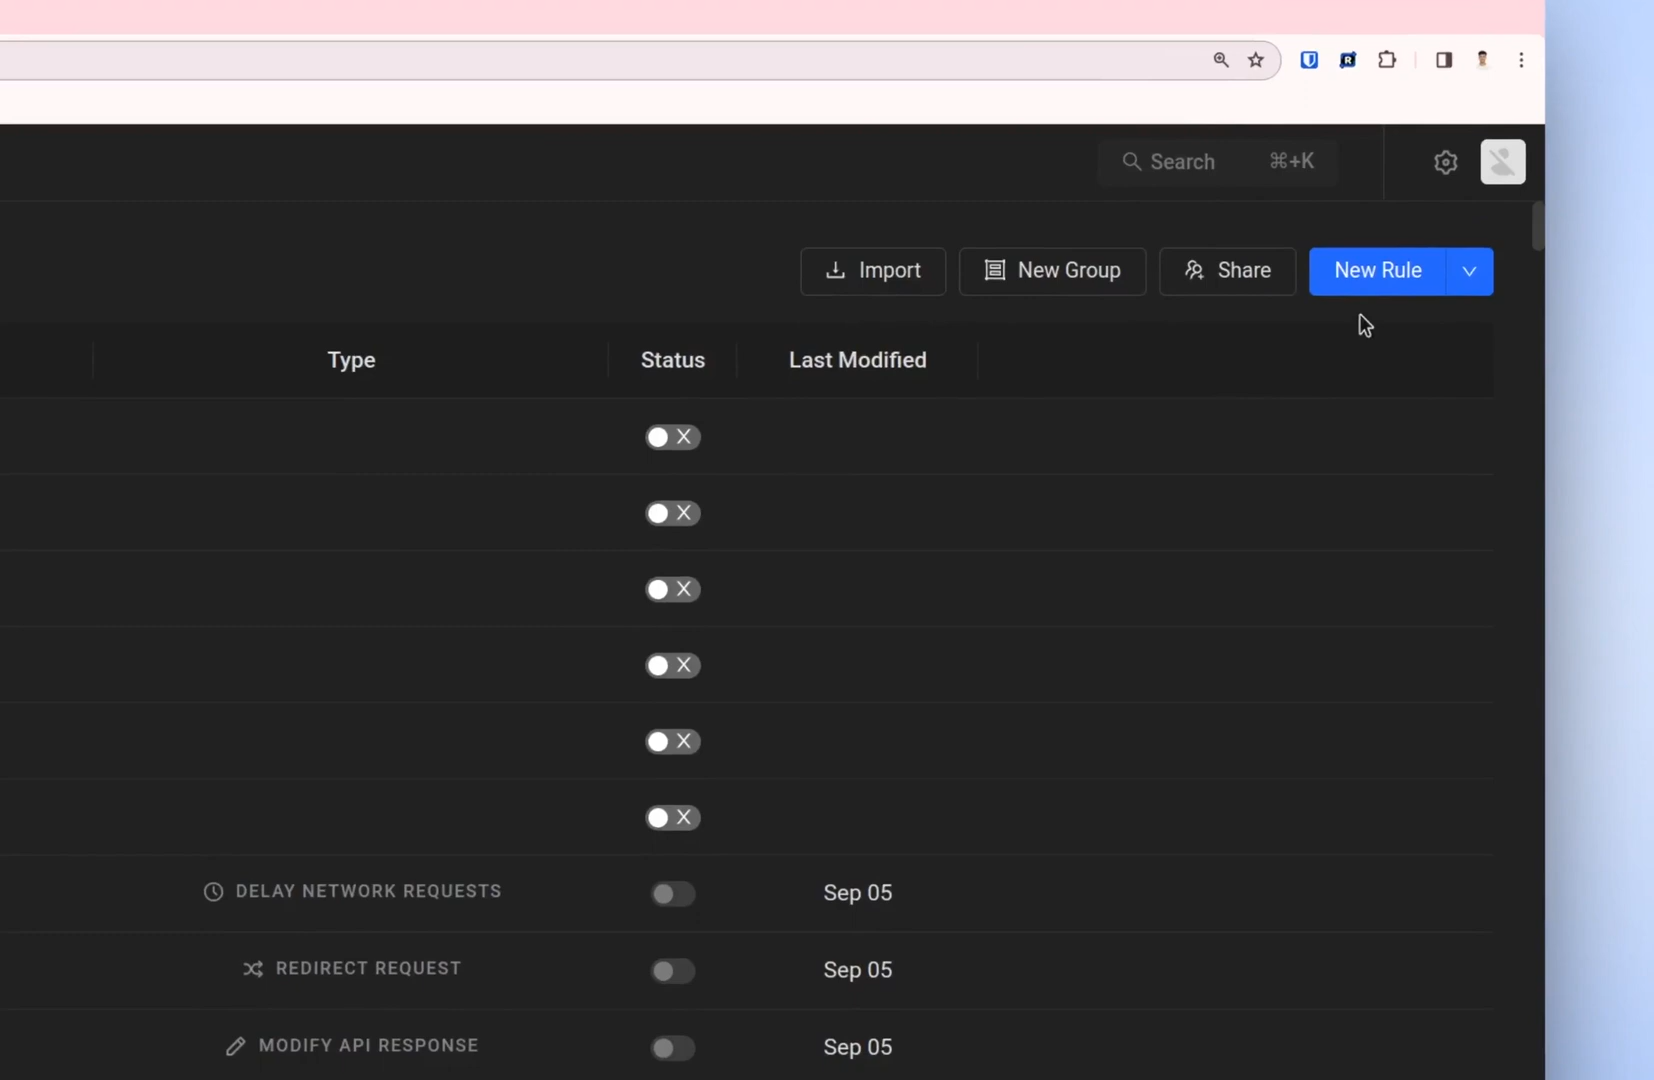 Search ⌘+K
Import New Group Share New Rule
Type Status Last Modified
DELAY NETWORK REQUESTS Sep 05
REDIRECT REQUEST Sep 05
MODIFY API RESPONSE Sep 05